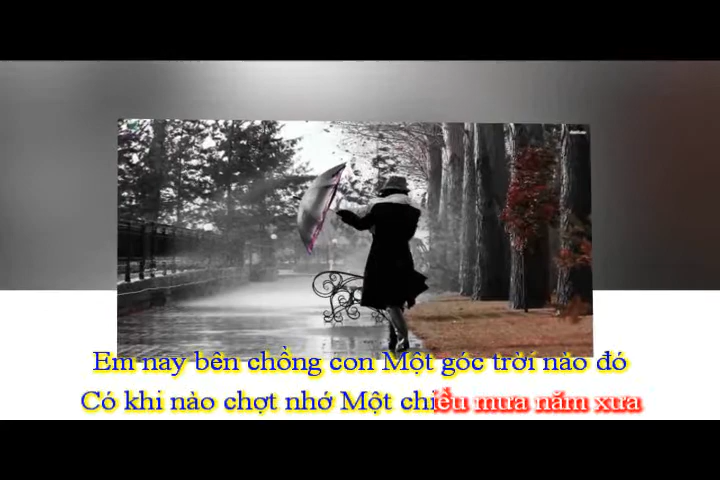 Em nay bên chồng con Một góc trời nào đó
Có khi nào chợt nhớ Một chiều mưa năm xưa